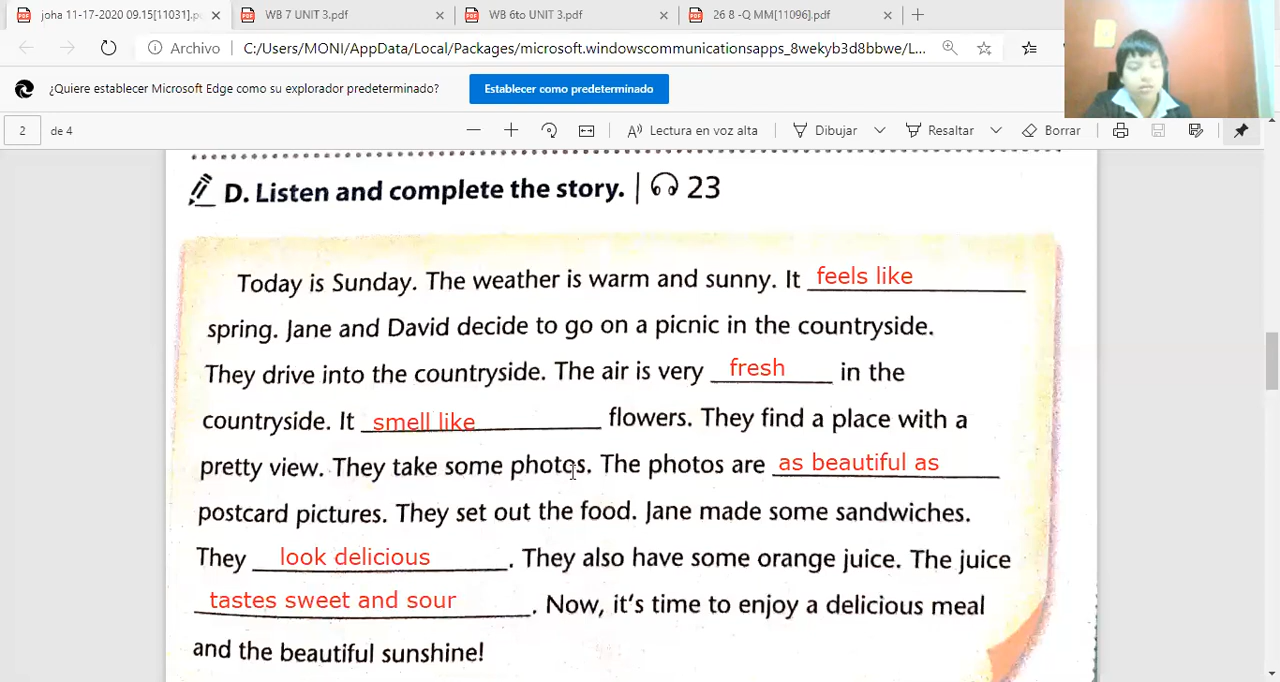 joha 11-17-2020 09.15[11031].p
WB 7 UNIT 3.pdf
WB 6to UNIT 3.pdf
26 8 -Q MM[11096].pdf
Archivo C:/Users/MONI/AppData/Local/Packages/microsoft.windowscommunicationsapps_8wekyb3d8bbwe/L...
¿Quiere establecer Microsoft Edge como su explorador predeterminado? Establecer como predeterminado
2 de 4 Lectura en voz alta Dibujar Resaltar Borrar
D. Listen and complete the story. | 23
Today is Sunday. The weather is warm and sunny. It feels like
spring. Jane and David decide to go on a picnic in the countryside.
They drive into the countryside. The air is very fresh in the
countryside. It smell like flowers. They find a place with a
pretty view. They take some photos. The photos are as beautiful as
postcard pictures. They set out the food. Jane made some sandwiches.
They look delicious. They also have some orange juice. The juice
tastes sweet and sour. Now, it's time to enjoy a delicious meal
and the beautiful sunshine!